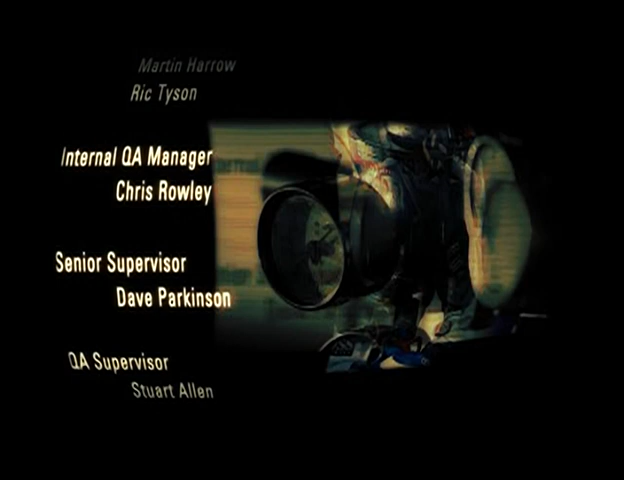 Martin Harrow
Ric Tyson
Internal QA Manager
Chris Rowley
Senior Supervisor
Dave Parkinson
QA Supervisor
Stuart Allen